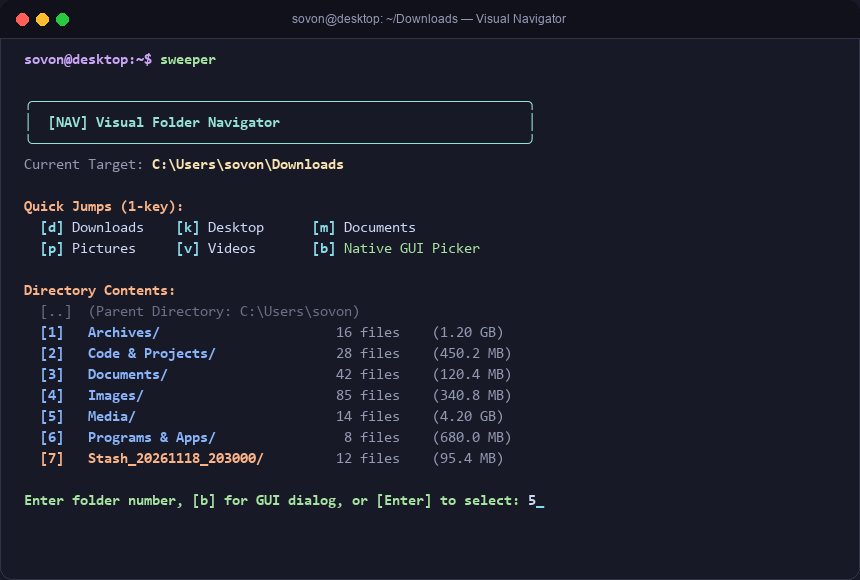 sovon@desktop: ~/Downloads — Visual Navigator
sovon@desktop:~$ sweeper
[NAV] Visual Folder Navigator
Current Target: C:\Users\sovon\Downloads
Quick Jumps (1-key):
[d] Downloads [k] Desktop [m] Documents
[p] Pictures [v] Videos [b] Native GUI Picker
Directory Contents:
[..] (Parent Directory: C:\Users\sovon)
[1] Archives/ 16 files (1.20 GB)
[2] Code & Projects/ 28 files (450.2 MB)
[3] Documents/ 42 files (120.4 MB)
[4] Images/ 85 files (340.8 MB)
[5] Media/ 14 files (4.20 GB)
[6] Programs & Apps/ 8 files (680.0 MB)
[7] Stash_20261118_203000/ 12 files (95.4 MB)
Enter folder number, [b] for GUI dialog, or [Enter] to select: 5_